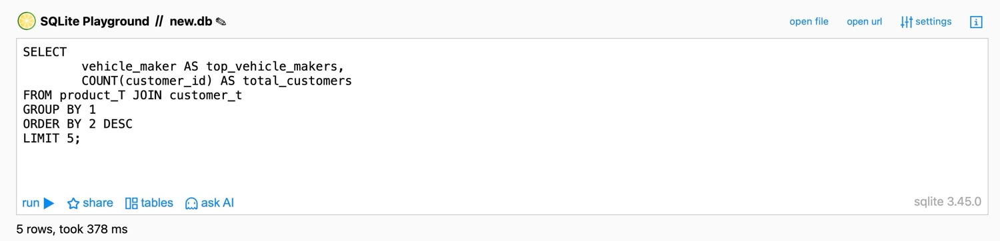 SQLite Playground // new.db ✎ open file open url settings i
SELECT
vehicle_maker AS top_vehicle_makers,
COUNT(customer_id) AS total_customers
FROM product_T JOIN customer_t
GROUP BY 1
ORDER BY 2 DESC
LIMIT 5;
run share tables ask AI sqlite 3.45.0
5 rows, took 378 ms